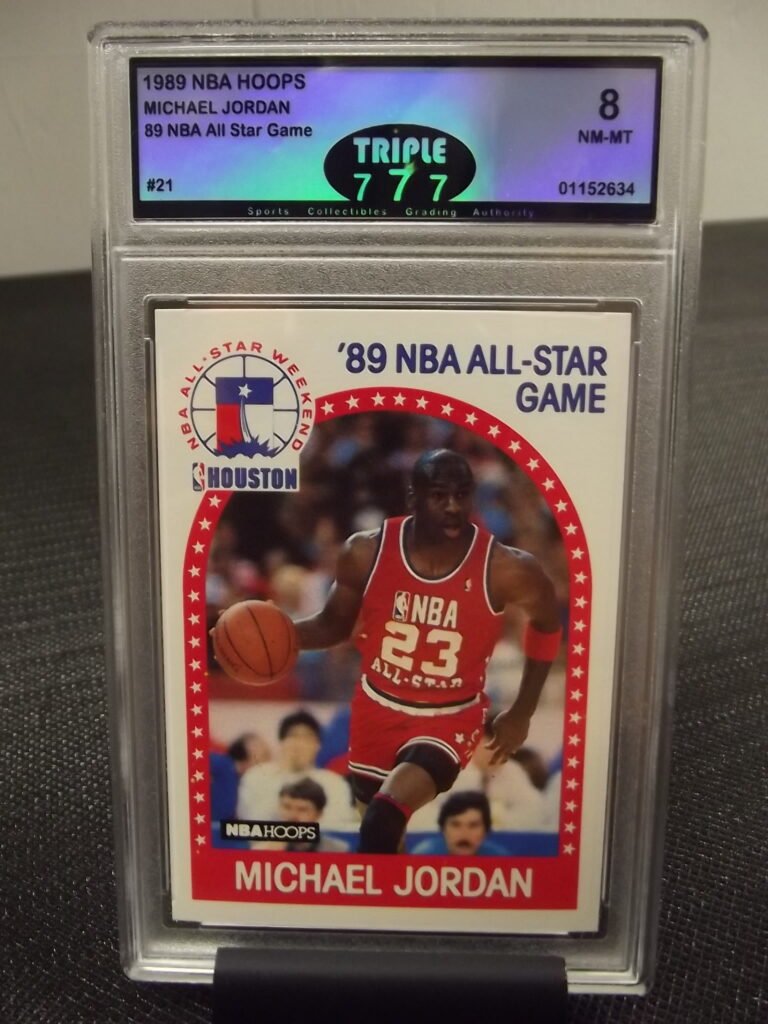 1989 NBA HOOPS
MICHAEL JORDAN
89 NBA All Star Game
#21
8
NM-MT
01152634
TRIPLE
777
Sports Collectibles Grading Authority
NBA ALL-STAR WEEKEND
HOUSTON
'89 NBA ALL-STAR
GAME
NBA
23
ALL-STAR
NBA HOOPS
MICHAEL JORDAN